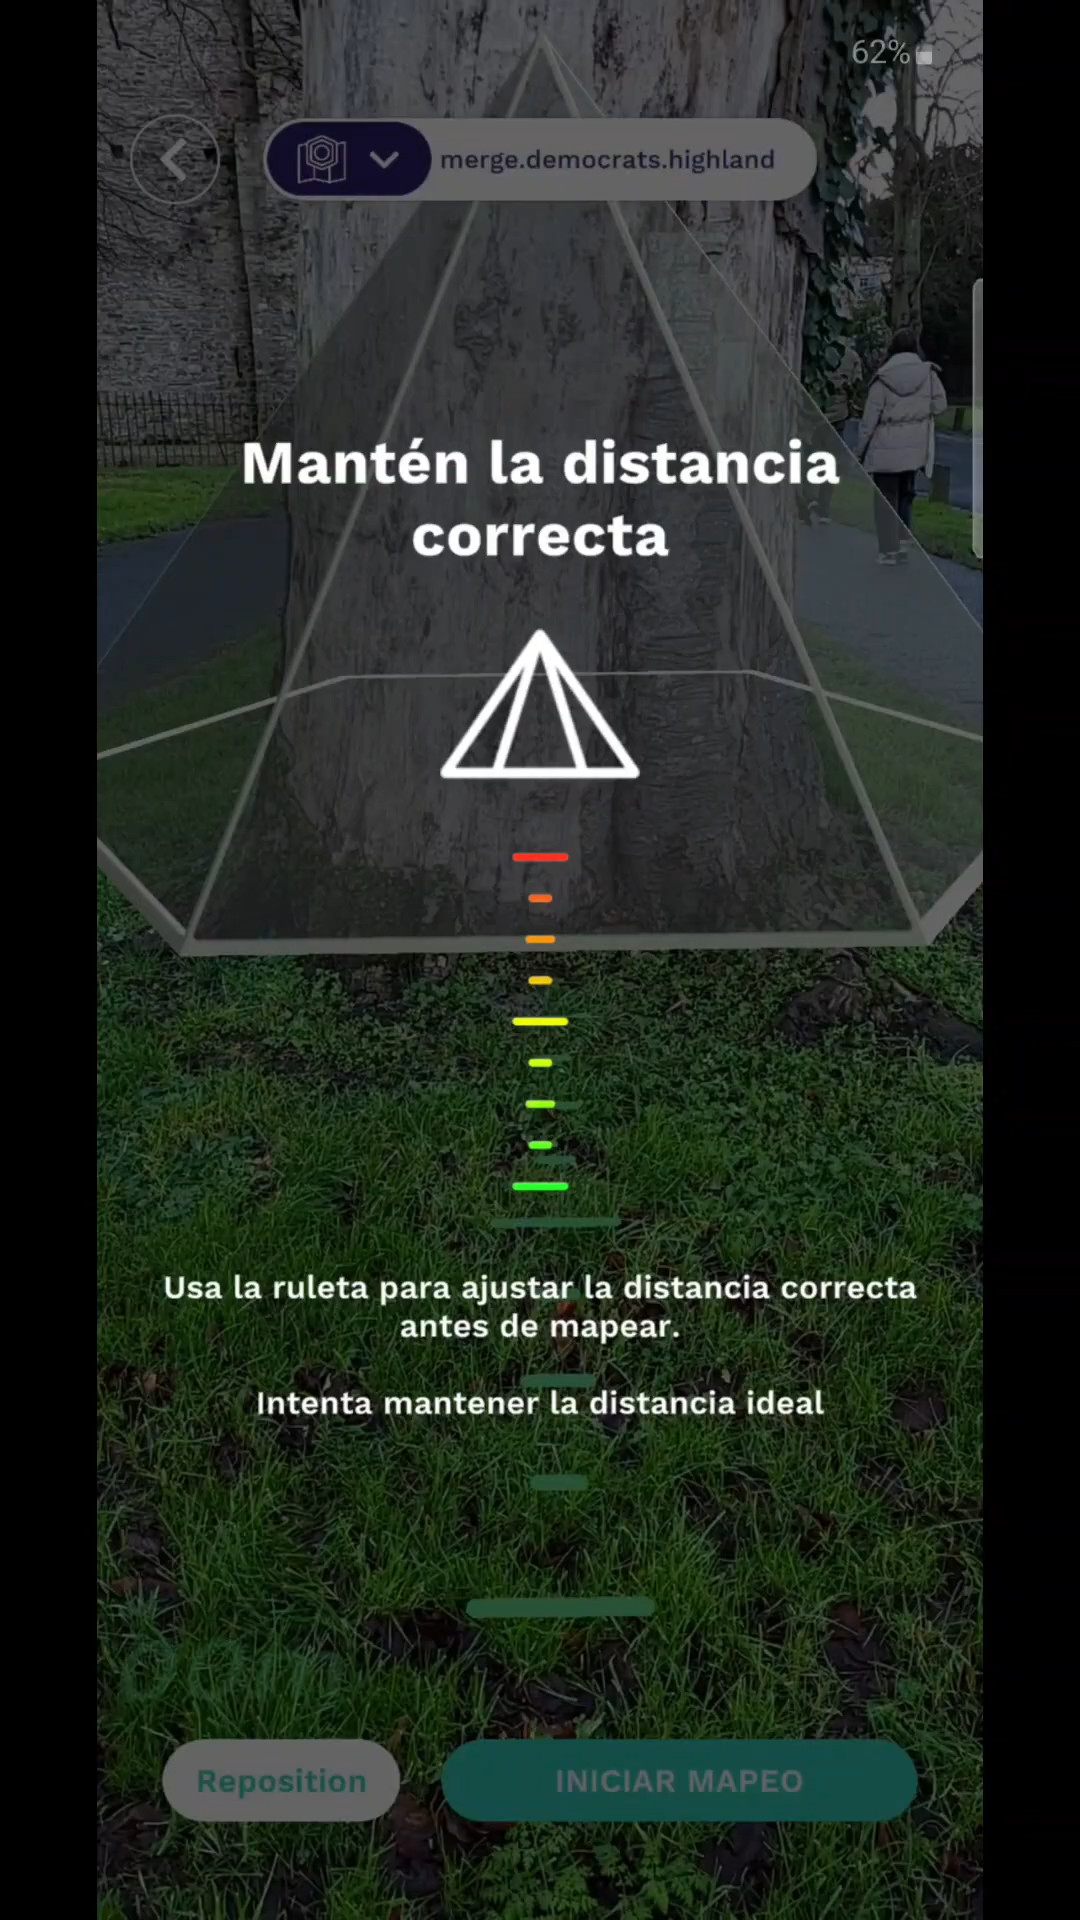 62%
merge.democrats.highland
Mantén la distancia
correcta
Usa la ruleta para ajustar la distancia correcta
antes de mapear.
Intenta mantener la distancia ideal
Reposition
INICIAR MAPEO